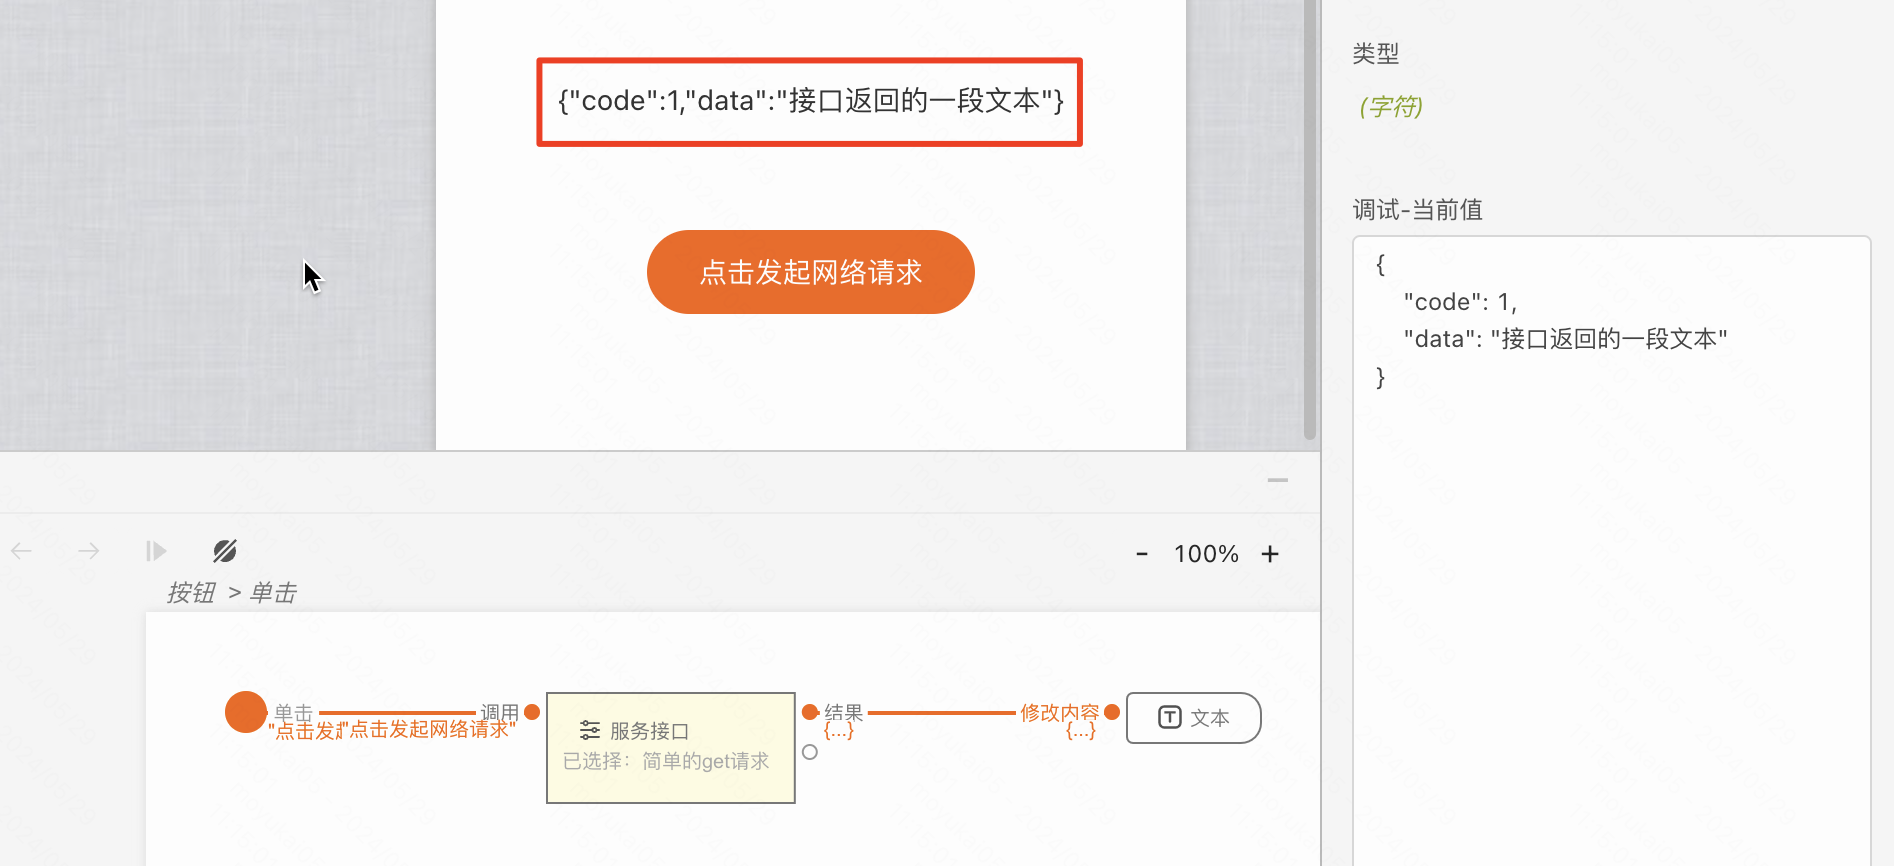 {"code":1,"data":"接口返回的一段文本"}
点击发起网络请求
类型
(字符)
调试-当前值
{
"code": 1,
"data": "接口返回的一段文本"
}
- 100% +
按钮 > 单击
单击
"点击发起
"点击发起网络请求"
调用
服务接口
已选择：简单的get请求
结果
{...}
修改内容
{...}
T 文本